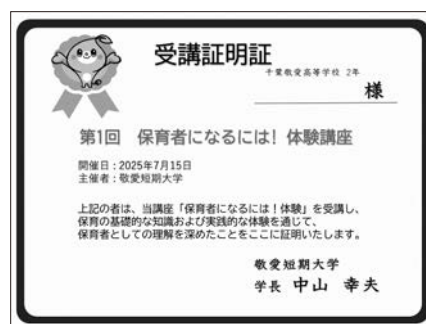 受講証明証
千葉敬愛高等学校 2年
様
第1回 保育者になるには! 体験講座
開催日：2025年7月15日
主催者：敬愛短期大学
上記の者は、当講座「保育者になるには！体験」を受講し、
保育の基礎的な知識および実践的な体験を通じて、
保育者としての理解を深めたことをここに証明いたします。
敬愛短期大学
学長 中山 幸夫